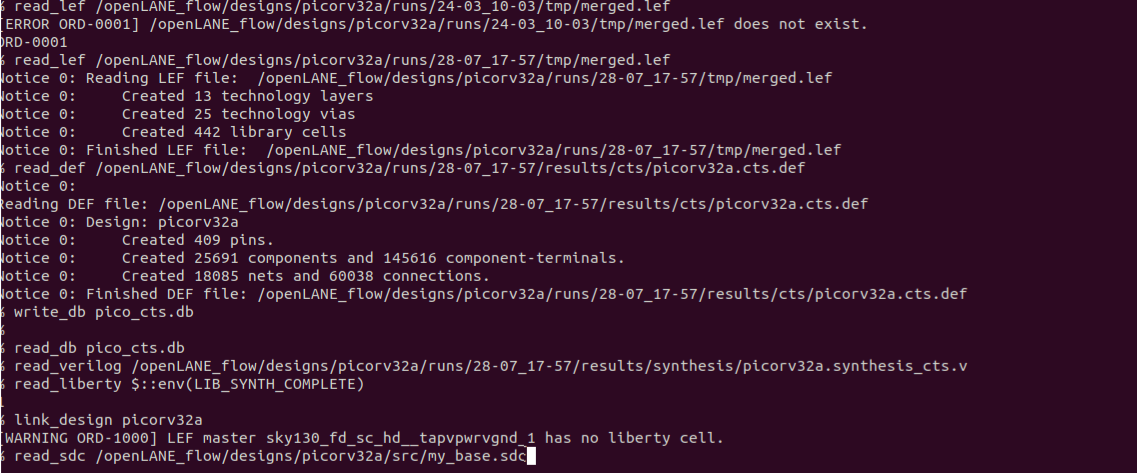 % read_lef /openLANE_flow/designs/picorv32a/runs/24-03_10-03/tmp/merged.lef
[ERROR ORD-0001] /openLANE_flow/designs/picorv32a/runs/24-03_10-03/tmp/merged.lef does not exist.
ORD-0001
% read_lef /openLANE_flow/designs/picorv32a/runs/28-07_17-57/tmp/merged.lef
Notice 0: Reading LEF file:  /openLANE_flow/designs/picorv32a/runs/28-07_17-57/tmp/merged.lef
Notice 0:     Created 13 technology layers
Notice 0:     Created 25 technology vias
Notice 0:     Created 442 library cells
Notice 0: Finished LEF file:  /openLANE_flow/designs/picorv32a/runs/28-07_17-57/tmp/merged.lef
% read_def /openLANE_flow/designs/picorv32a/runs/28-07_17-57/results/cts/picorv32a.cts.def
Notice 0:
Reading DEF file: /openLANE_flow/designs/picorv32a/runs/28-07_17-57/results/cts/picorv32a.cts.def
Notice 0: Design: picorv32a
Notice 0:     Created 409 pins.
Notice 0:     Created 25691 components and 145616 component-terminals.
Notice 0:     Created 18085 nets and 60038 connections.
Notice 0: Finished DEF file: /openLANE_flow/designs/picorv32a/runs/28-07_17-57/results/cts/picorv32a.cts.def
% write_db pico_cts.db
%
% read_db pico_cts.db
% read_verilog /openLANE_flow/designs/picorv32a/runs/28-07_17-57/results/synthesis/picorv32a.synthesis_cts.v
% read_liberty $::env(LIB_SYNTH_COMPLETE)
1
% link_design picorv32a
[WARNING ORD-1000] LEF master sky130_fd_sc_hd__tapvpwrvgnd_1 has no liberty cell.
% read_sdc /openLANE_flow/designs/picorv32a/src/my_base.sdc